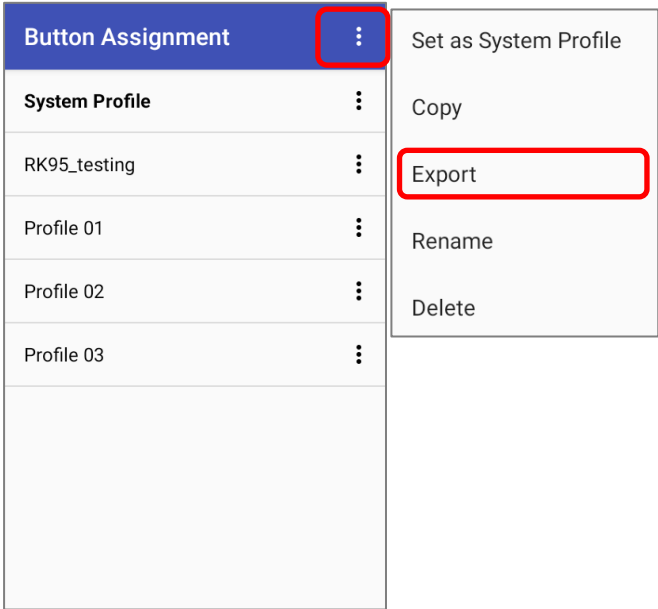 Button Assignment
System Profile
RK95_testing
Profile 01
Profile 02
Profile 03
Set as System Profile
Copy
Export
Rename
Delete